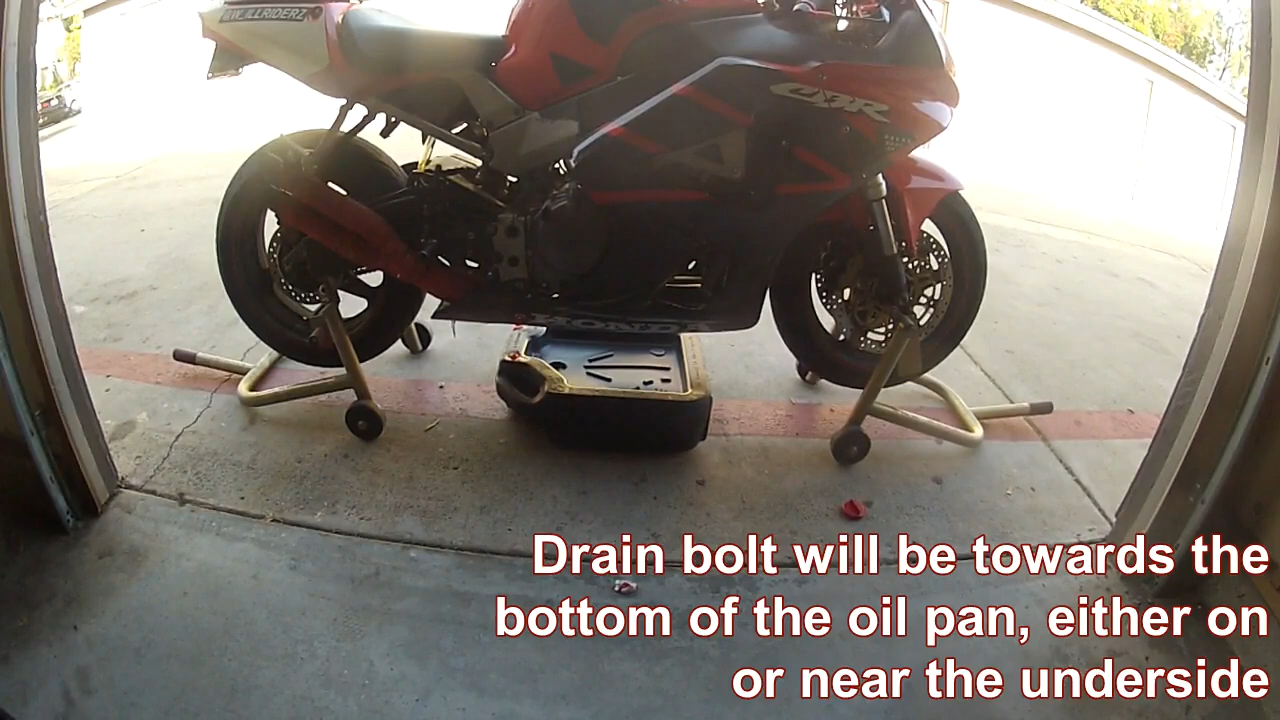 @W_ILLRIDERZ
CBR
HONDA
Drain bolt will be towards the
bottom of the oil pan, either on
or near the underside